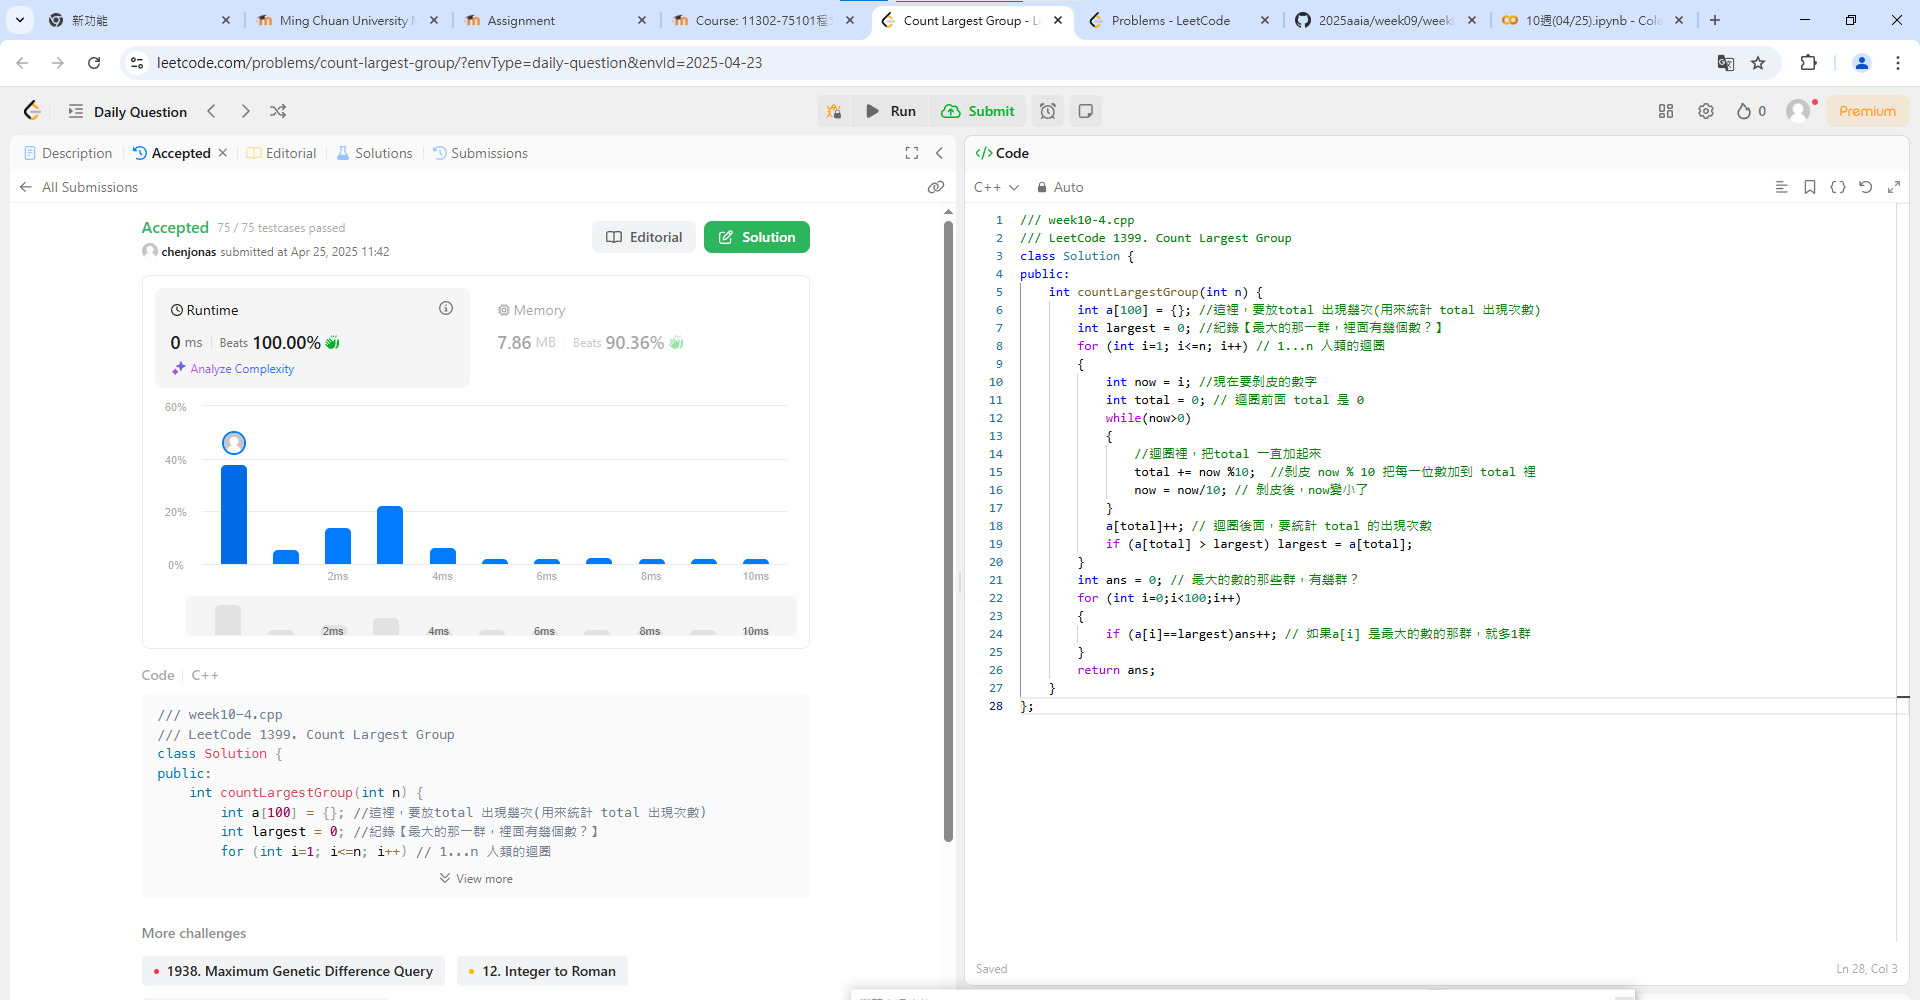 新功能
Ming Chuan University
Assignment
Course: 11302-75101程
Count Largest Group - L
Problems - LeetCode
2025aaia/week09/week
10週(04/25).ipynb - Cola
leetcode.com/problems/count-largest-group/?envType=daily-question&envId=2025-04-23
Daily Question
Run
Submit
0
Premium
Description
Accepted
Editorial
Solutions
Submissions
All Submissions
Accepted 75 / 75 testcases passed
chenjonas submitted at Apr 25, 2025 11:42
Editorial
Solution
Runtime
0 ms Beats 100.00%
Analyze Complexity
Memory
7.86 MB Beats 90.36%
60%
40%
20%
0%
2ms 4ms 6ms 8ms 10ms
2ms 4ms 6ms 8ms 10ms
Code C++
/// week10-4.cpp
/// LeetCode 1399. Count Largest Group
class Solution {
public:
    int countLargestGroup(int n) {
        int a[100] = {}; //這裡，要放total 出現幾次(用來統計 total 出現次數)
        int largest = 0; //紀錄【最大的那一群，裡面有幾個數？】
        for (int i=1; i<=n; i++) // 1...n 人類的迴圈
View more
More challenges
1938. Maximum Genetic Difference Query
12. Integer to Roman
Code
C++ Auto
1 /// week10-4.cpp
2 /// LeetCode 1399. Count Largest Group
3 class Solution {
4 public:
5     int countLargestGroup(int n) {
6         int a[100] = {}; //這裡，要放total 出現幾次(用來統計 total 出現次數)
7         int largest = 0; //紀錄【最大的那一群，裡面有幾個數？】
8         for (int i=1; i<=n; i++) // 1...n 人類的迴圈
9         {
10             int now = i; //現在要剝皮的數字
11             int total = 0; // 迴圈前面 total 是 0
12             while(now>0)
13             {
14                 //迴圈裡，把total 一直加起來
15                 total += now %10;  //剝皮 now % 10 把每一位數加到 total 裡
16                 now = now/10; // 剝皮後，now變小了
17             }
18             a[total]++; // 迴圈後面，要統計 total 的出現次數
19             if (a[total] > largest) largest = a[total];
20         }
21         int ans = 0; // 最大的數的那些群，有幾群？
22         for (int i=0;i<100;i++)
23         {
24             if (a[i]==largest)ans++; // 如果a[i] 是最大的數的那群，就多1群
25         }
26         return ans;
27     }
28 };
Saved
Ln 28, Col 3